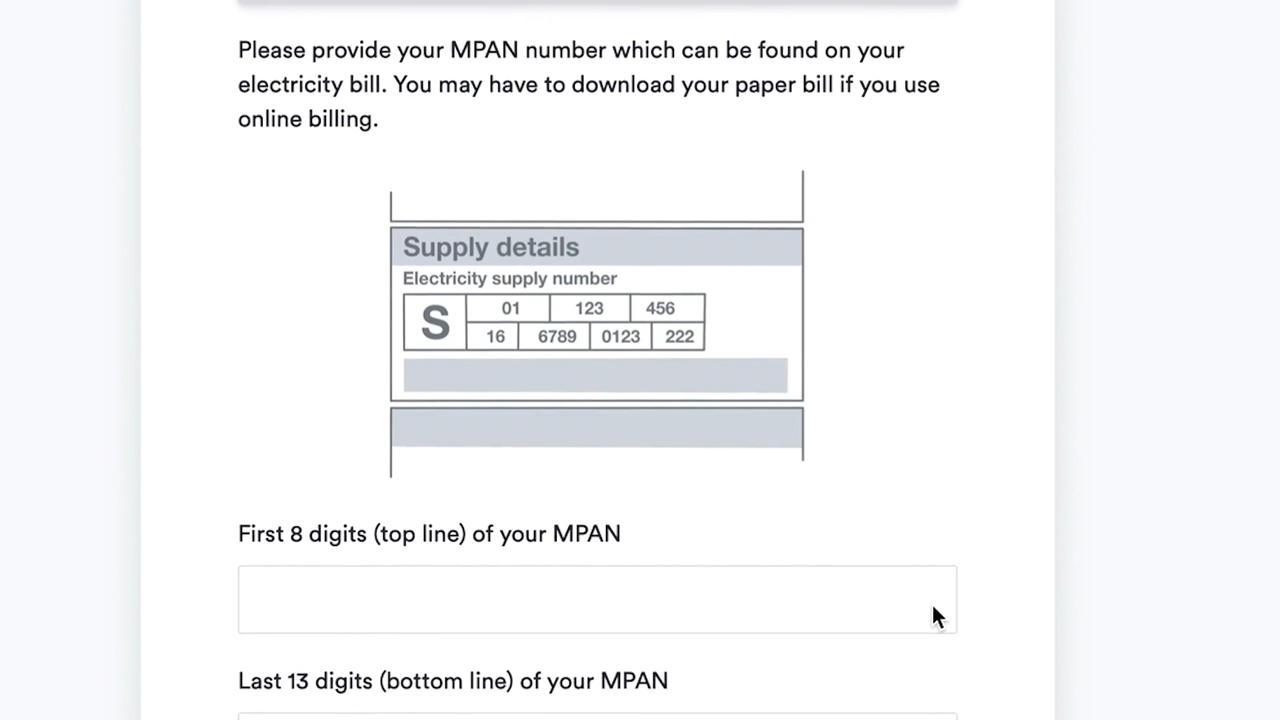 Please provide your MPAN number which can be found on your
electricity bill. You may have to download your paper bill if you use
online billing.
Supply details
Electricity supply number
S
01 123 456
16 6789 0123 222
First 8 digits (top line) of your MPAN
Last 13 digits (bottom line) of your MPAN